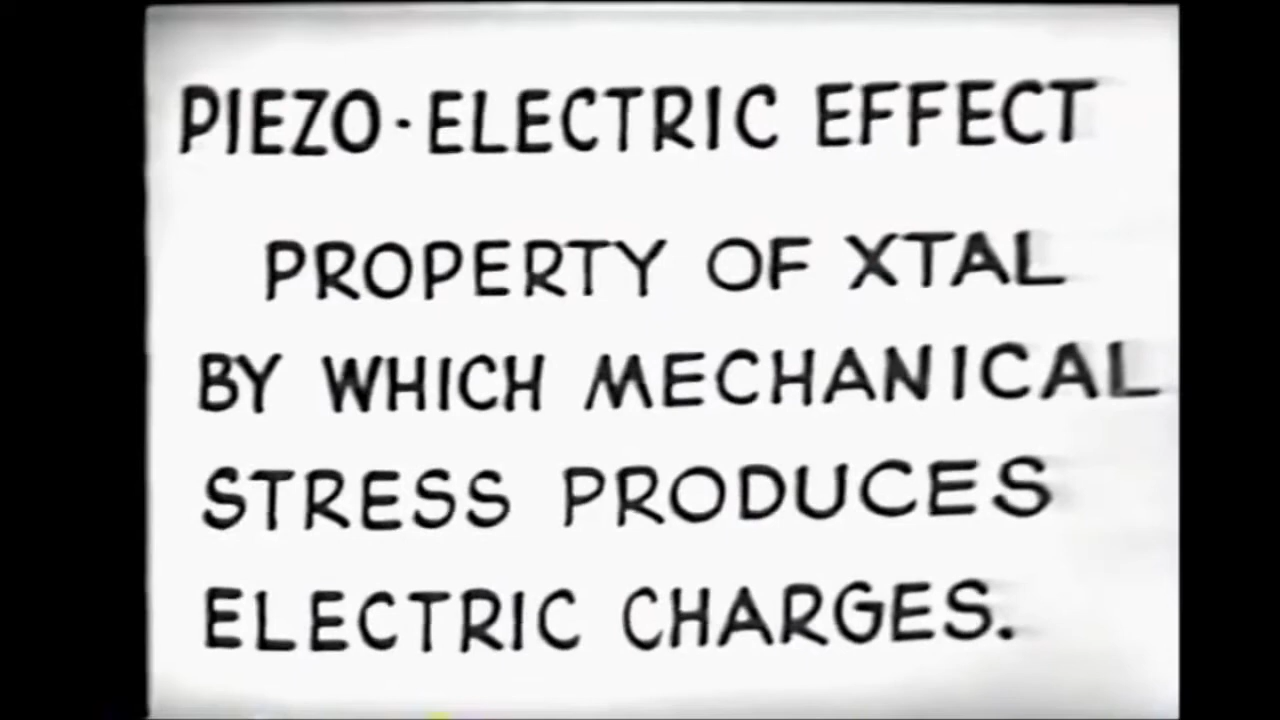 PIEZO-ELECTRIC EFFECT
PROPERTY OF XTAL
BY WHICH MECHANICAL
STRESS PRODUCES
ELECTRIC CHARGES.